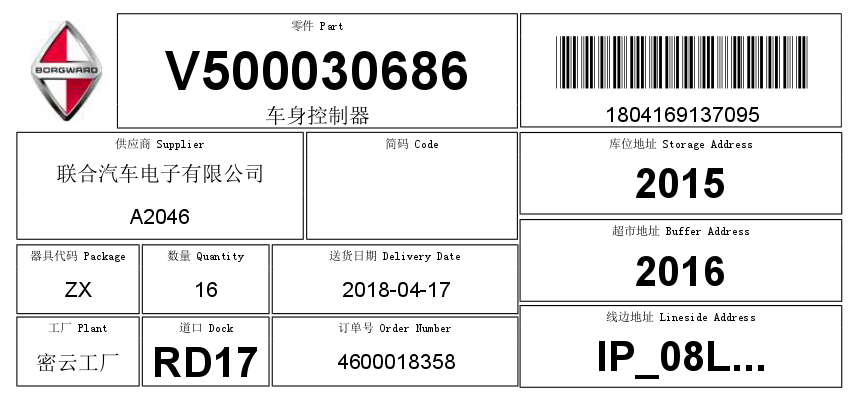 BORGWARD
零件 Part
V500030686
车身控制器
1804169137095
供应商 Supplier
联合汽车电子有限公司
A2046
简码 Code
库位地址 Storage Address
2015
超市地址 Buffer Address
2016
器具代码 Package
ZX
数量 Quantity
16
送货日期 Delivery Date
2018-04-17
工厂 Plant
密云工厂
道口 Dock
RD17
订单号 Order Number
4600018358
线边地址 Lineside Address
IP_08L...